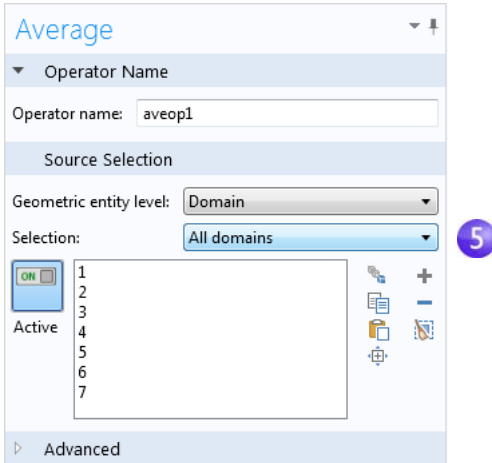 Average
Operator Name
Operator name: aveop1
Source Selection
Geometric entity level: Domain
Selection: All domains
5
ON
Active
1
2
3
4
5
6
7
Advanced